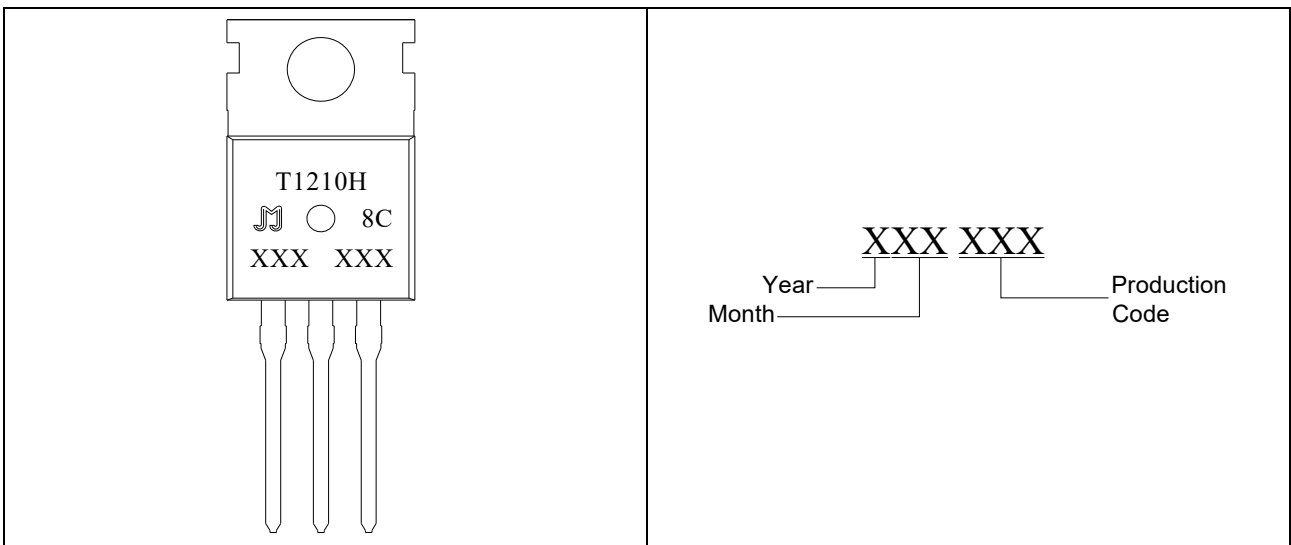 T1210H
JJ 8C
XXX XXX
XXX XXX
Year
Month
Production
Code